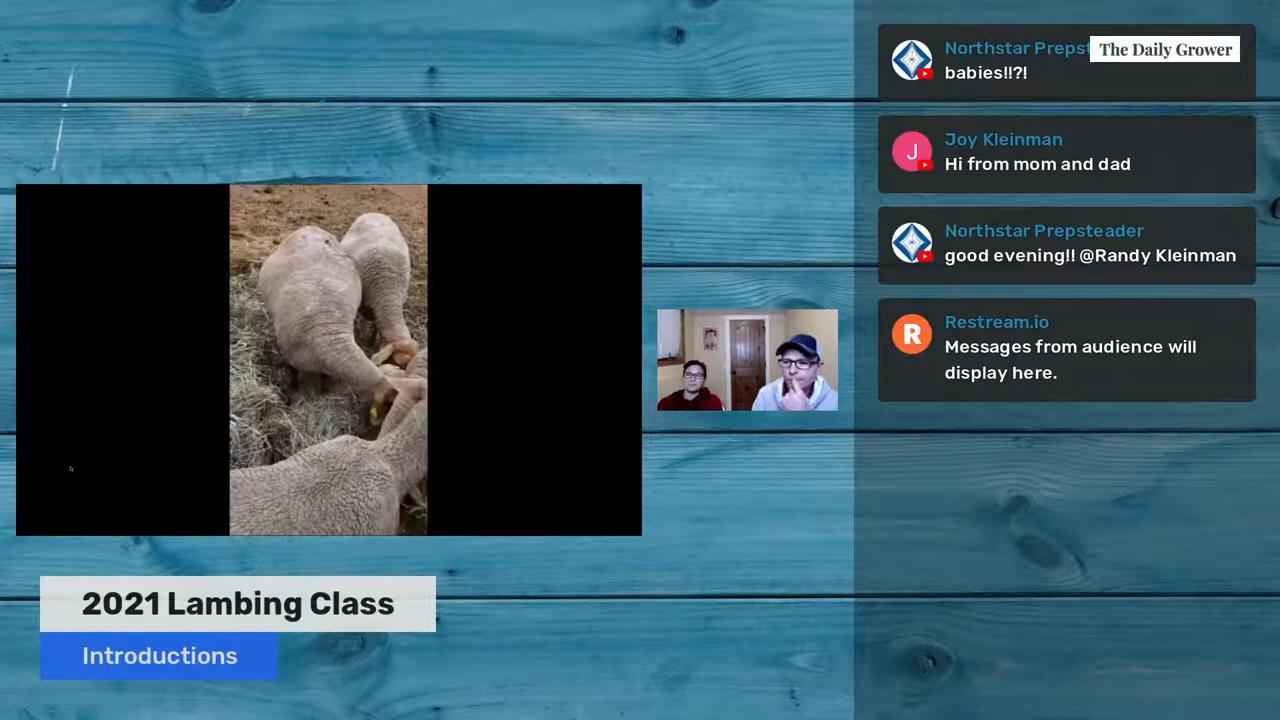 Northstar Prepst
The Daily Grower
babies!!?!
J
Joy Kleinman
Hi from mom and dad
Northstar Prepsteader
good evening!! @Randy Kleinman
R
Restream.io
Messages from audience will
display here.
2021 Lambing Class
Introductions